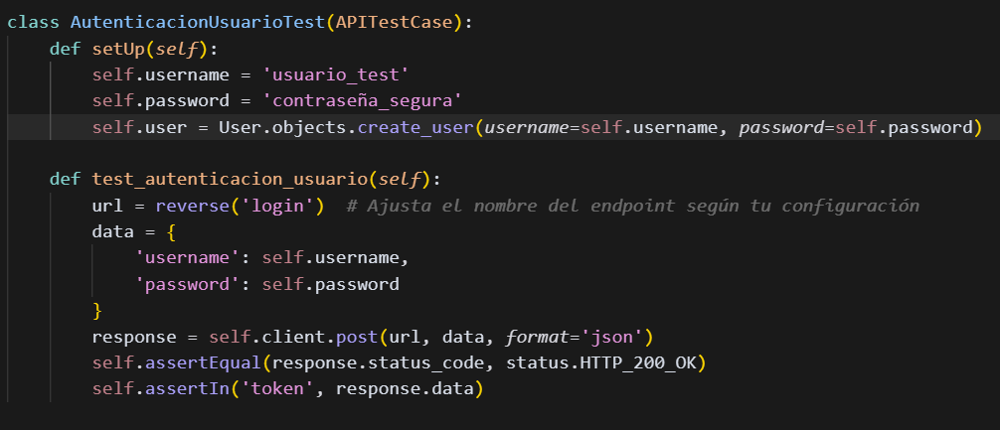 class AutenticacionUsuarioTest(APITestCase):
    def setUp(self):
        self.username = 'usuario_test'
        self.password = 'contraseña_segura'
        self.user = User.objects.create_user(username=self.username, password=self.password)

    def test_autenticacion_usuario(self):
        url = reverse('login')  # Ajusta el nombre del endpoint según tu configuración
        data = {
            'username': self.username,
            'password': self.password
        }
        response = self.client.post(url, data, format='json')
        self.assertEqual(response.status_code, status.HTTP_200_OK)
        self.assertIn('token', response.data)